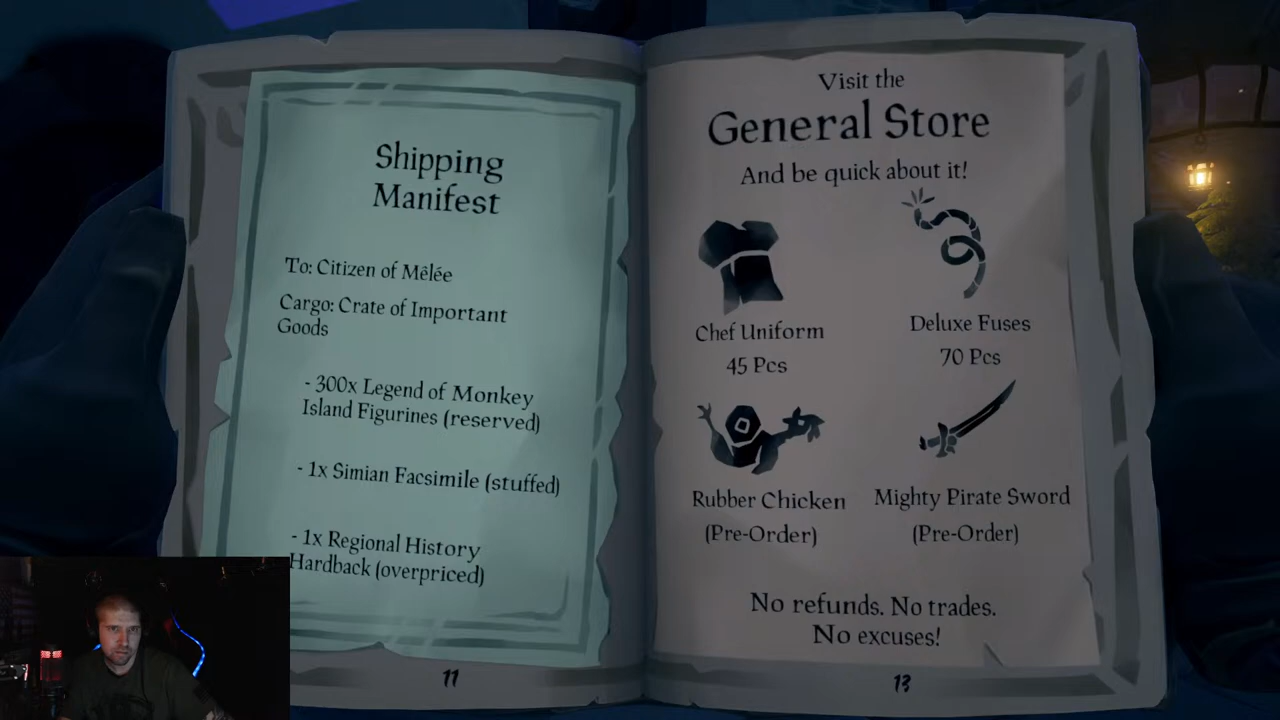 Shipping
Manifest
To: Citizen of Mêlée
Cargo: Crate of Important
Goods
- 300x Legend of Monkey
Island Figurines (reserved)
- 1x Simian Facsimile (stuffed)
- 1x Regional History
Hardback (overpriced)
11
Visit the
General Store
And be quick about it!
Chef Uniform
45 Pcs
Deluxe Fuses
70 Pcs
Rubber Chicken
(Pre-Order)
Mighty Pirate Sword
(Pre-Order)
No refunds. No trades.
No excuses!
13